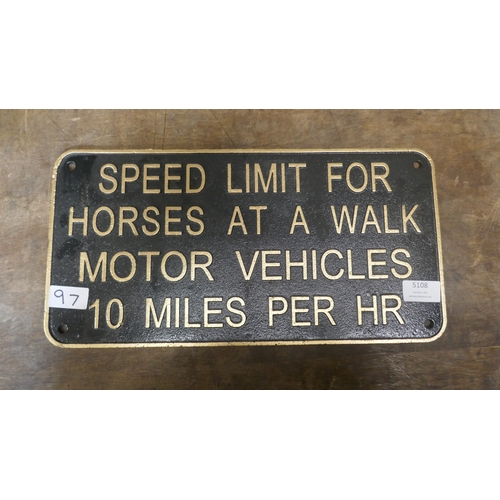 SPEED LIMIT FOR
HORSES AT A WALK
MOTOR VEHICLES
10 MILES PER HR
97
5108